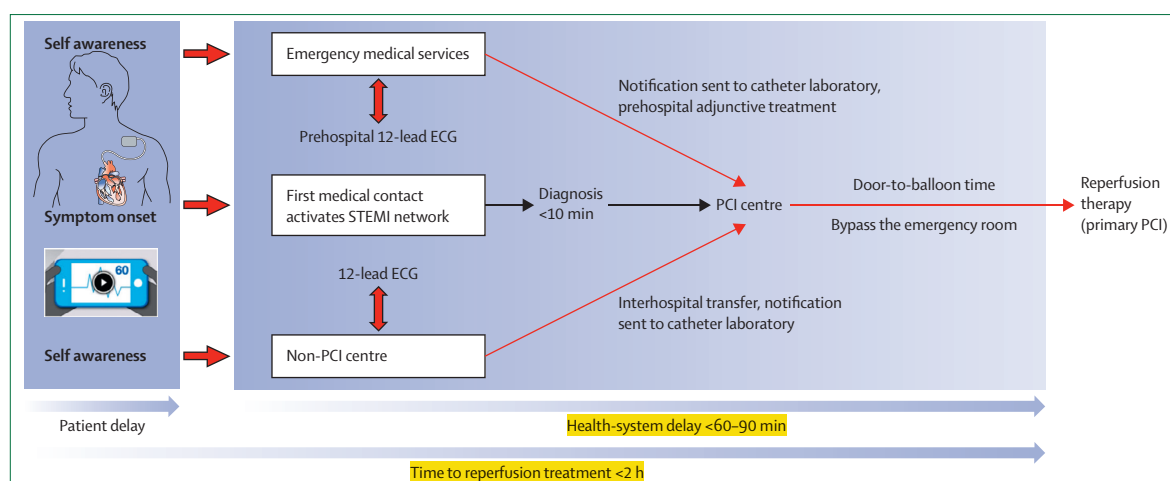 Self awareness
Symptom onset
60
!
Self awareness
Patient delay
Emergency medical services
Prehospital 12-lead ECG
First medical contact
activates STEMI network
12-lead ECG
Non-PCI centre
Diagnosis
<10 min
Notification sent to catheter laboratory,
prehospital adjunctive treatment
PCI centre
Interhospital transfer, notification
sent to catheter laboratory
Door-to-balloon time
Bypass the emergency room
Reperfusion
therapy
(primary PCI)
Health-system delay <60–90 min
Time to reperfusion treatment <2 h